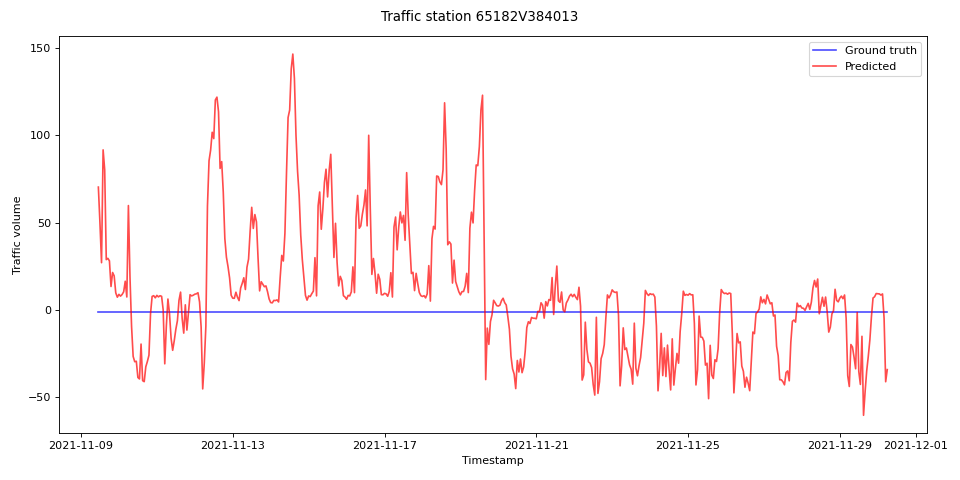 Traffic station 65182V384013
Ground truth
Predicted
150
100
50
0
−50
Traffic volume
2021-11-09
2021-11-13
2021-11-17
2021-11-21
2021-11-25
2021-11-29
2021-12-01
Timestamp